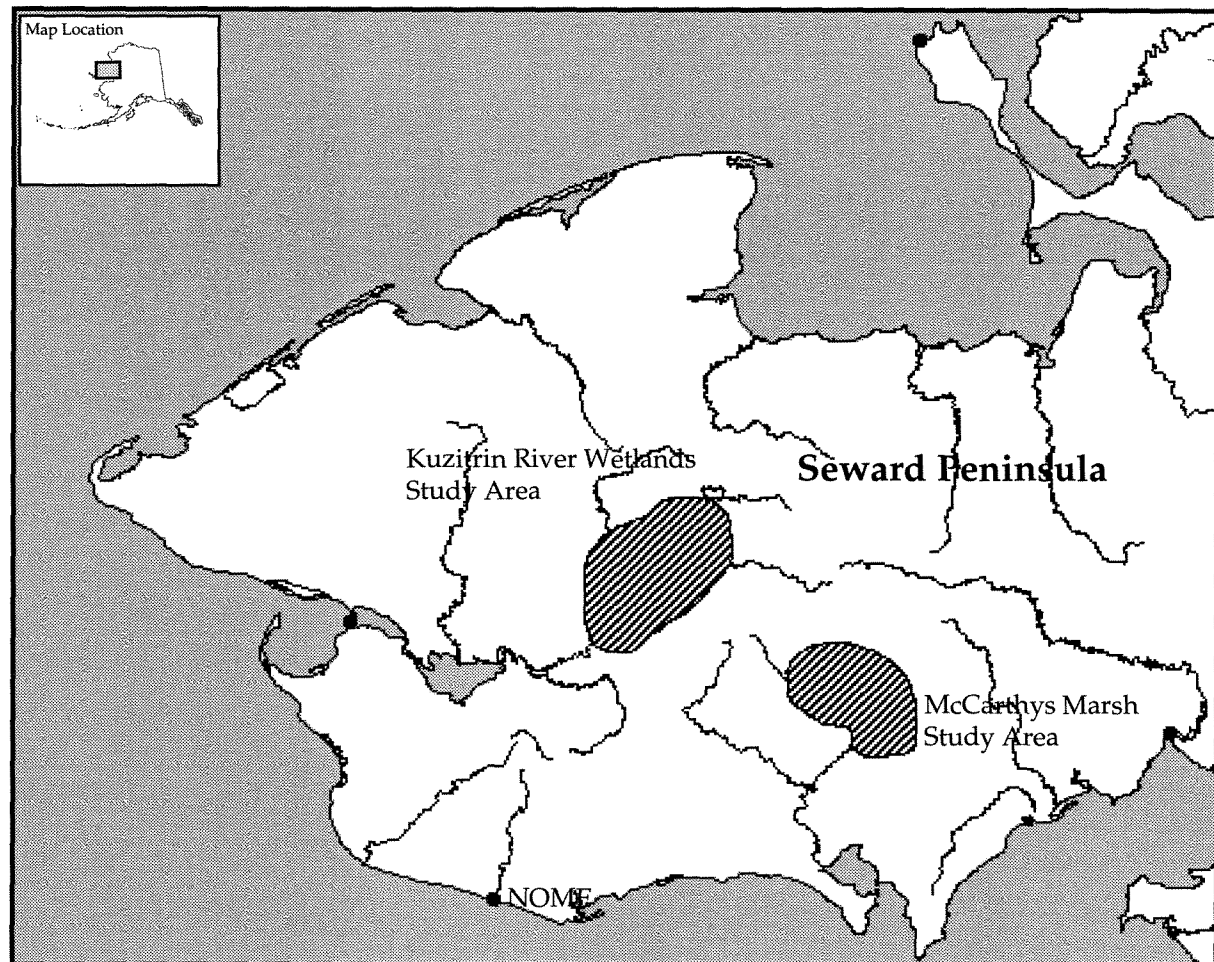 Map Location
Kuzitrin River Wetlands
Study Area
Seward Peninsula
McCarthys Marsh
Study Area
NOME